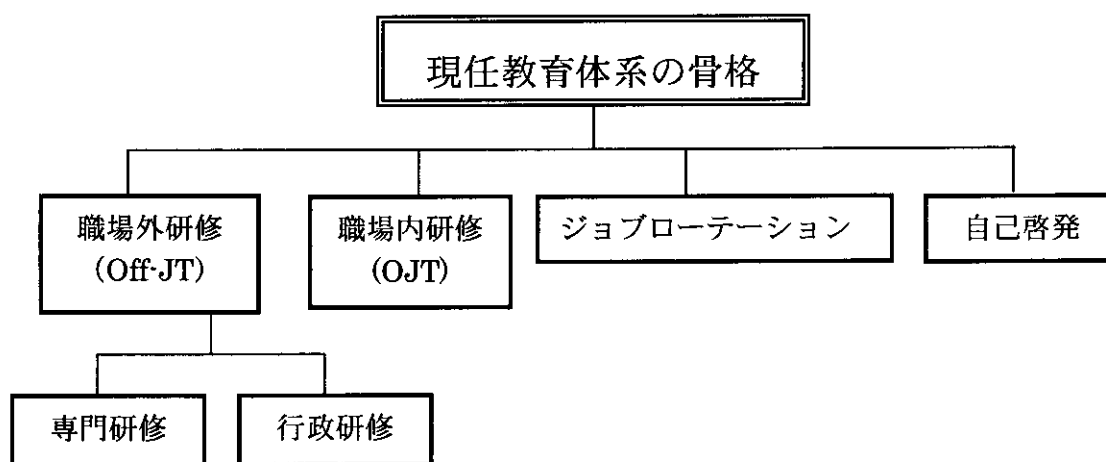 現任教育体系の骨格
職場外研修
(Off-JT)
職場内研修
(OJT)
ジョブローテーション
自己啓発
専門研修
行政研修